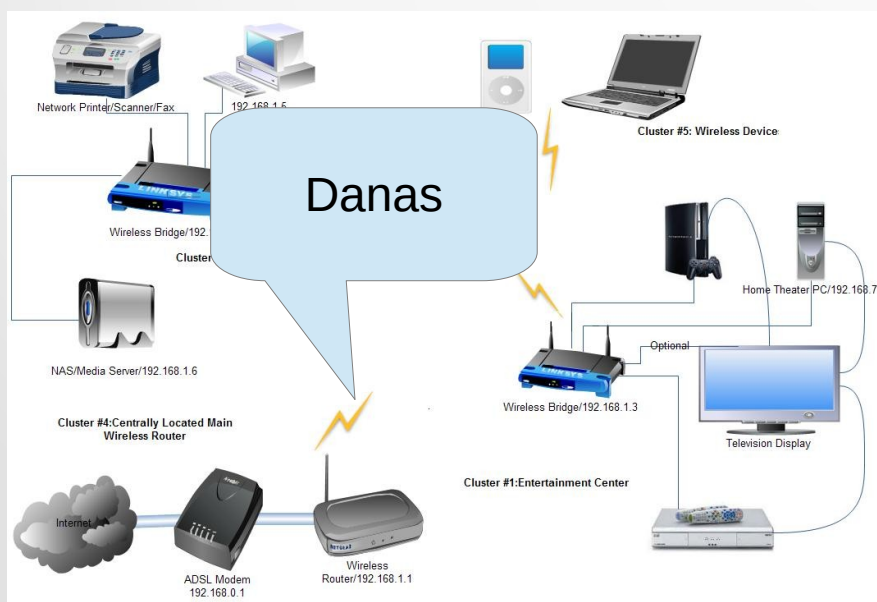 Network Printer/Scanner/Fax
192.168.1.5
Cluster #5: Wireless Device
LINKSYS
Danas
Wireless Bridge/192.
Cluster
Home Theater PC/192.168.7
Optional
NAS/Media Server/192.168.1.6
LINKSYS
Wireless Bridge/192.168.1.3
Cluster #4:Centrally Located Main
Wireless Router
Television Display
Cluster #1:Entertainment Center
Internet
NETGEAR
ADSL Modem
192.168.0.1
Wireless
Router/192.168.1.1